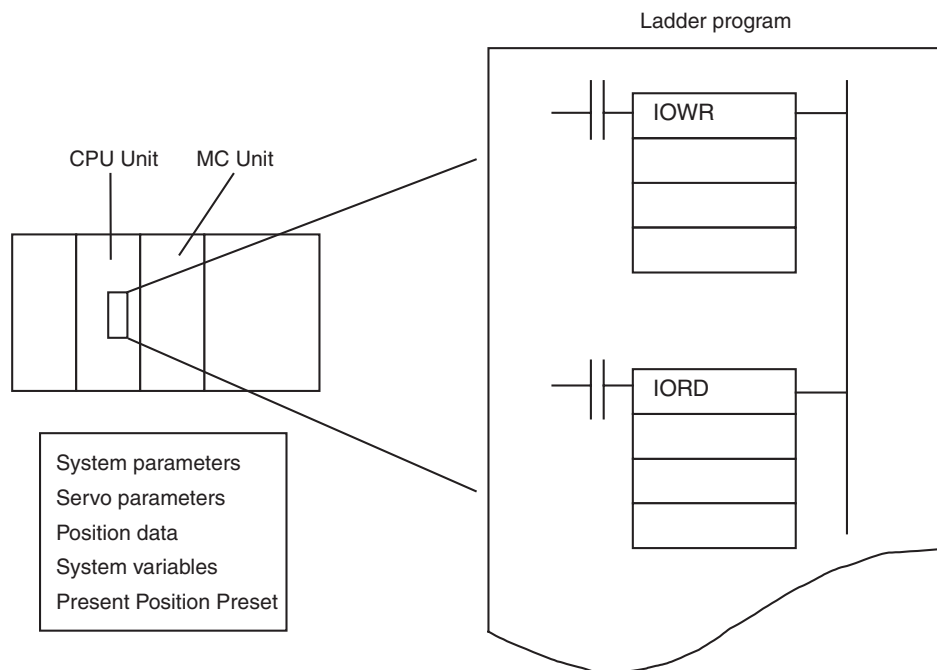 Ladder program
IOWR
CPU Unit
MC Unit
IORD
System parameters
Servo parameters
Position data
System variables
Present Position Preset